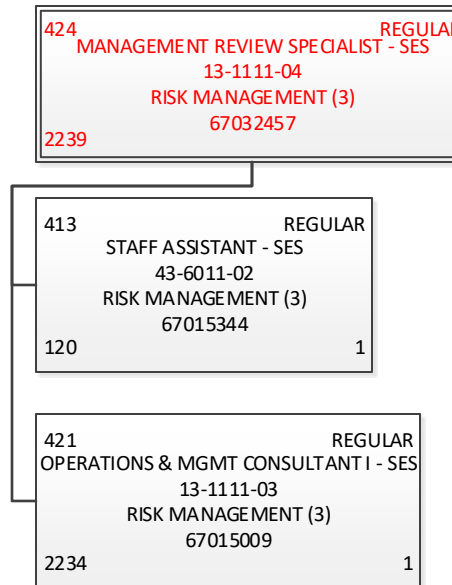 424 REGULAR
MANAGEMENT REVIEW SPECIALIST - SES
13-1111-04
RISK MANAGEMENT (3)
67032457
2239
413 REGULAR
STAFF ASSISTANT - SES
43-6011-02
RISK MANAGEMENT (3)
67015344
120 1
421 REGULAR
OPERATIONS & MGMT CONSULTANT I - SES
13-1111-03
RISK MANAGEMENT (3)
67015009
2234 1